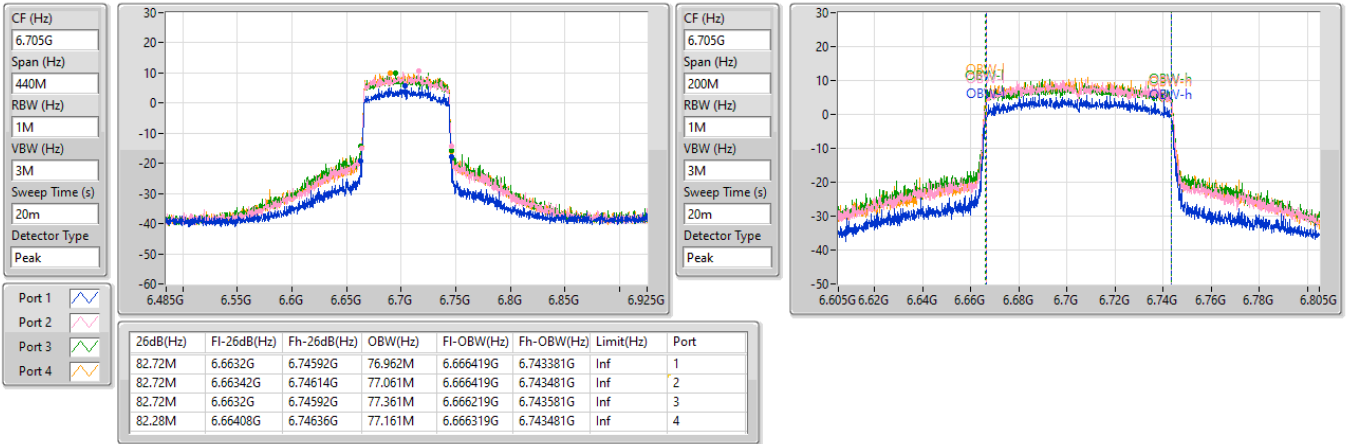 CF (Hz)
6.705G
Span (Hz)
440M
RBW (Hz)
1M
VBW (Hz)
3M
Sweep Time (s)
20m
Detector Type
Peak
30
20
10
0
-10
-20
-30
-40
-50
-60
6.485G 6.55G 6.6G 6.65G 6.7G 6.75G 6.8G 6.85G 6.925G
CF (Hz)
6.705G
Span (Hz)
200M
RBW (Hz)
1M
VBW (Hz)
3M
Sweep Time (s)
20m
Detector Type
Peak
30
20
10
0
-10
-20
-30
-40
-50
OBW-l
OBW-h
OBW-h
6.605G 6.62G 6.64G 6.66G 6.68G 6.7G 6.72G 6.74G 6.76G 6.78G 6.805G
Port 1
Port 2
Port 3
Port 4
26dB(Hz) Fl-26dB(Hz) Fh-26dB(Hz) OBW(Hz) Fl-OBW(Hz) Fh-OBW(Hz) Limit(Hz) Port
82.72M 6.6632G 6.74592G 76.962M 6.666419G 6.743381G Inf 1
82.72M 6.66342G 6.74614G 77.061M 6.666419G 6.743481G Inf 2
82.72M 6.6632G 6.74592G 77.361M 6.666219G 6.743581G Inf 3
82.28M 6.66408G 6.74636G 77.161M 6.666319G 6.743481G Inf 4